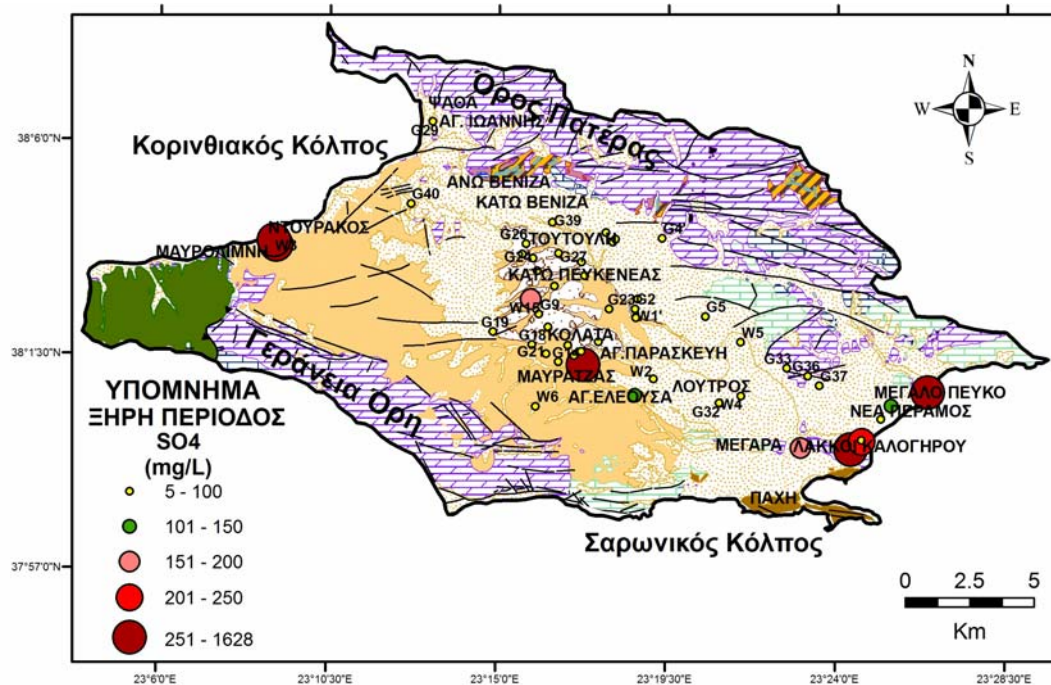 N
W
E
S
38°6'0"N
38°1'30"N
37°57'0"N
Κορινθιακός Κόλπος
Όρος Πατέρας
ΨΑΘΑ
ΑΓ. ΙΩΑΝΝΗΣ
G29
ΑΝΩ ΒΕΝΙΖΑ
ΚΑΤΩ ΒΕΝΙΖΑ
G40
ΝΤΟΥΡΑΚΟΣ
W3
ΜΑΥΡΟΛΙΜΝΗ
G39
G26
ΤΟΥΤΟΥΛΗ
G4
G24
G27
ΚΑΤΩ ΠΕΥΚΕΝΕΑΣ
W15
G9
G23
G2
W1'
G5
G19
G18
ΚΟΛΑΤΑ
W5
G21
ΑΓ.ΠΑΡΑΣΚΕΥΗ
G33
G36
G37
ΜΑΥΡΑΤΖΑΣ
W2
ΛΟΥΤΡΟΣ
ΜΕΓΑΛΟ ΠΕΥΚΟ
W6
ΑΓ.ΕΛΕΟΥΣΑ
G32
W4
ΝΕΑ ΠΕΡΑΜΟΣ
ΜΕΓΑΡΑ
ΛΑΚΚΟΙ ΚΑΛΟΓΗΡΟΥ
ΠΑΧΗ
Γεράνεια Όρη
Σαρωνικός Κόλπος
ΥΠΟΜΝΗΜΑ
ΞΗΡΗ ΠΕΡΙΟΔΟΣ
SO4
(mg/L)
5 - 100
101 - 150
151 - 200
201 - 250
251 - 1628
0 2.5 5
Km
23°6'0"E 23°10'30"E 23°15'0"E 23°19'30"E 23°24'0"E 23°28'30"E